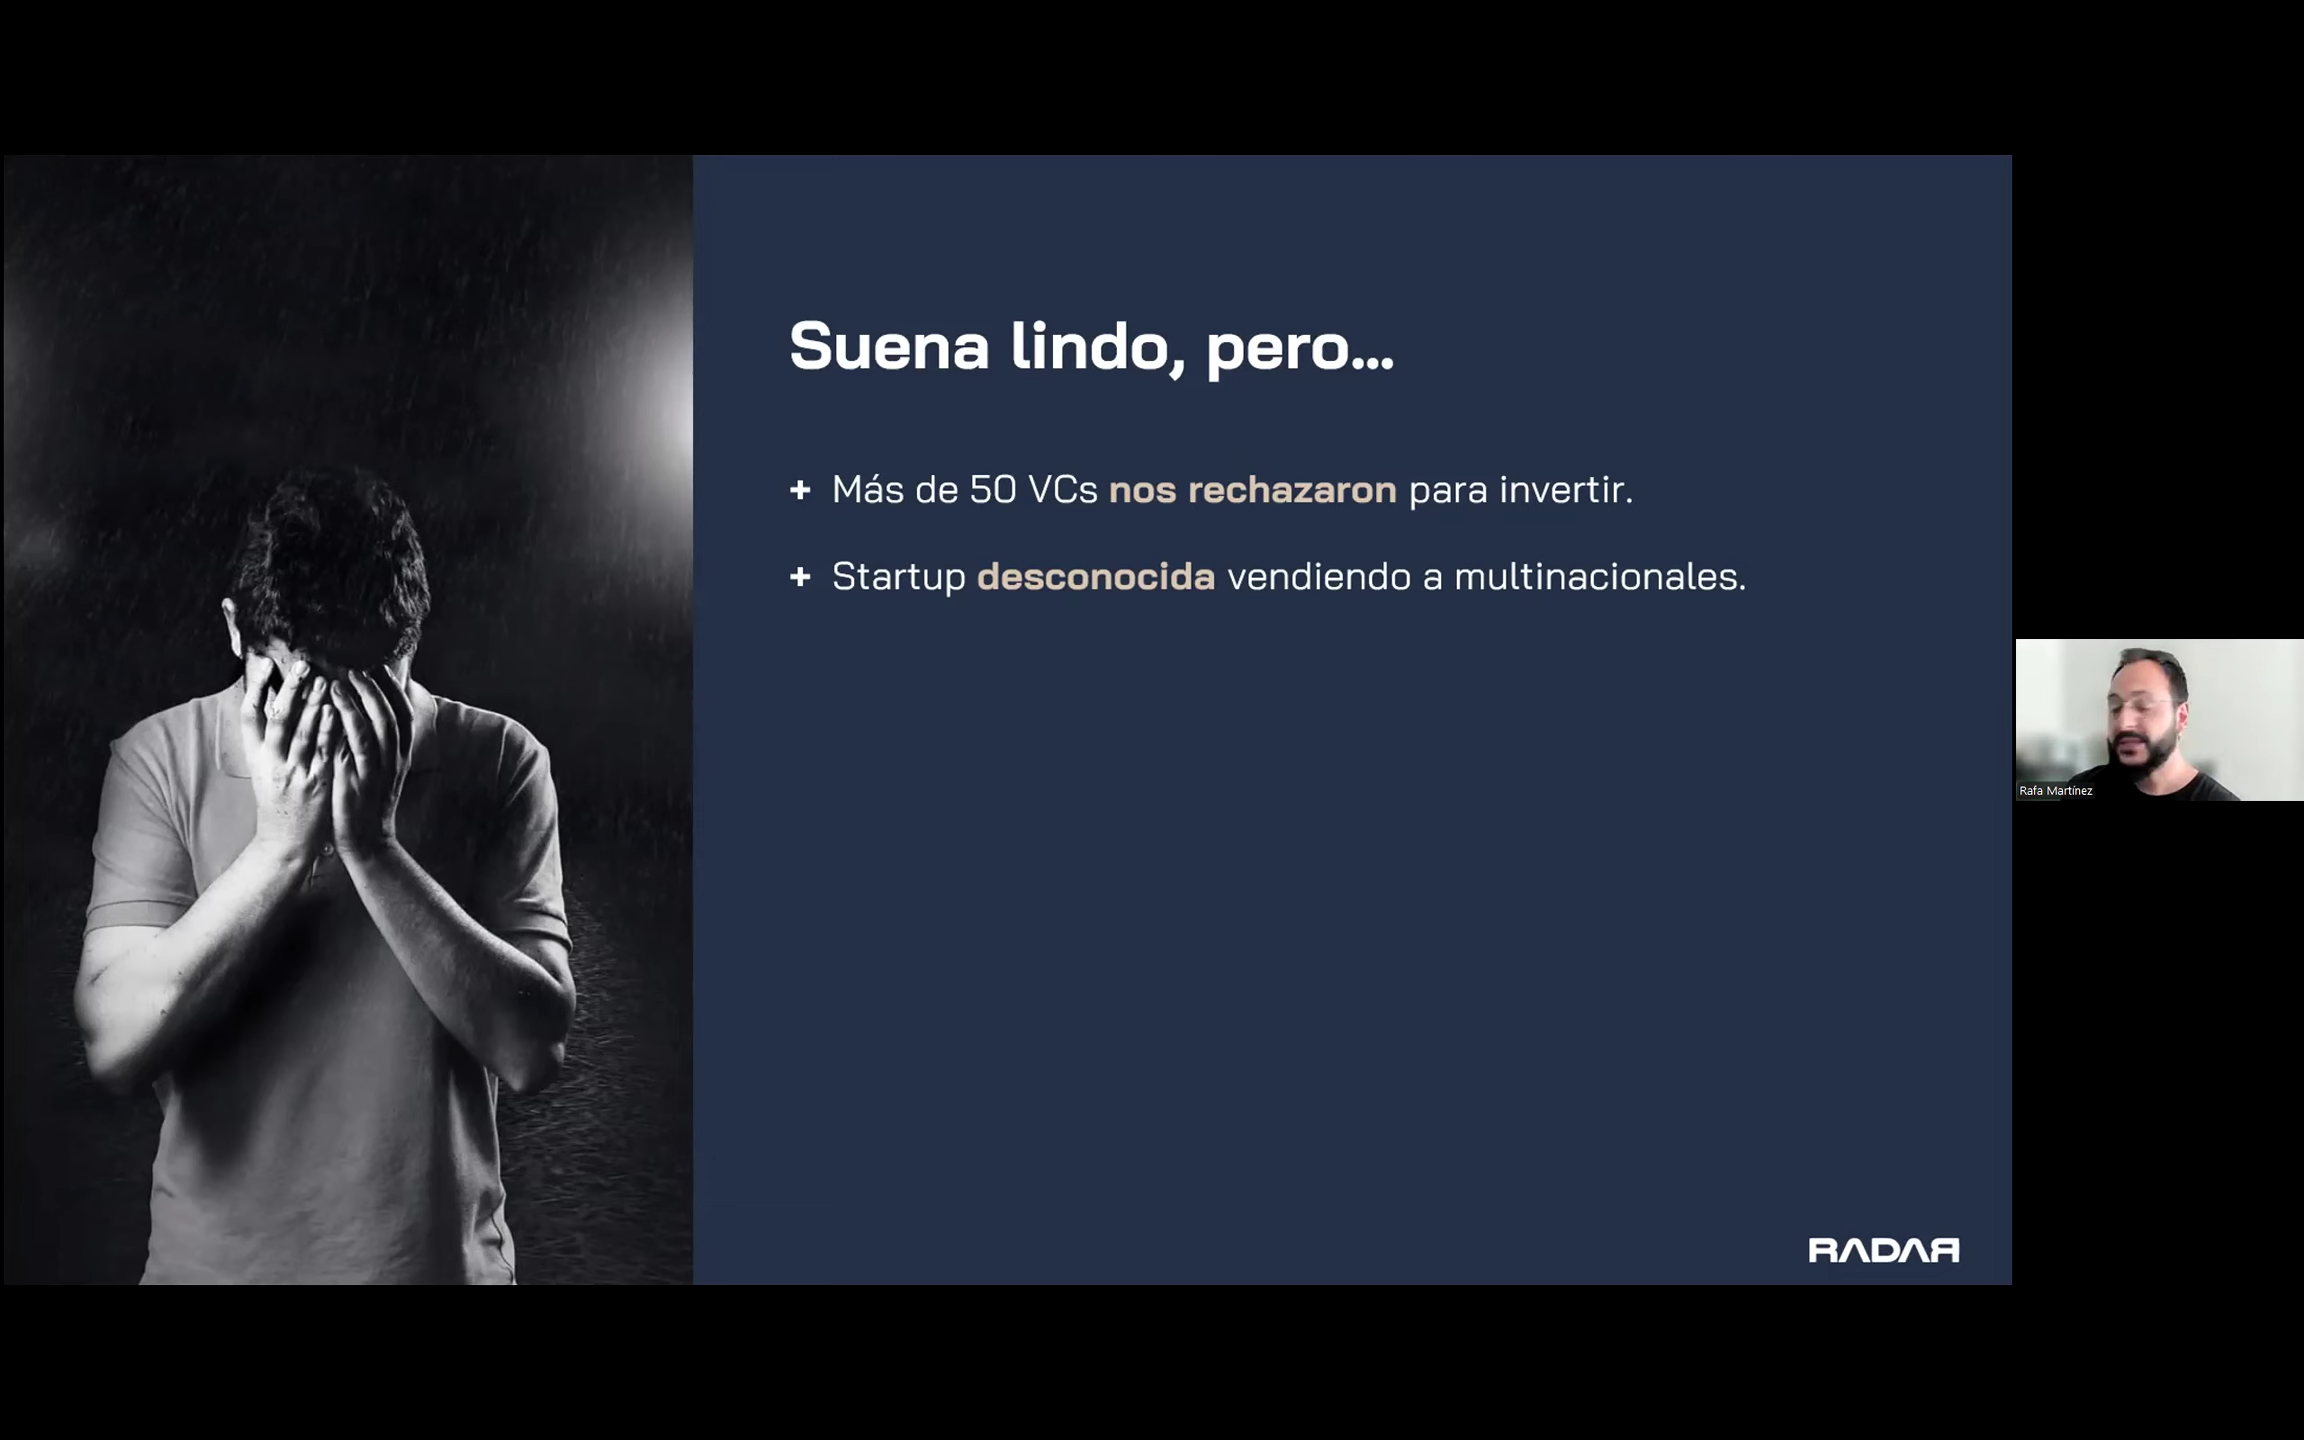 Suena lindo, pero...
+ Más de 50 VCs nos rechazaron para invertir.
+ Startup desconocida vendiendo a multinacionales.
Rafa Martínez
RADAR